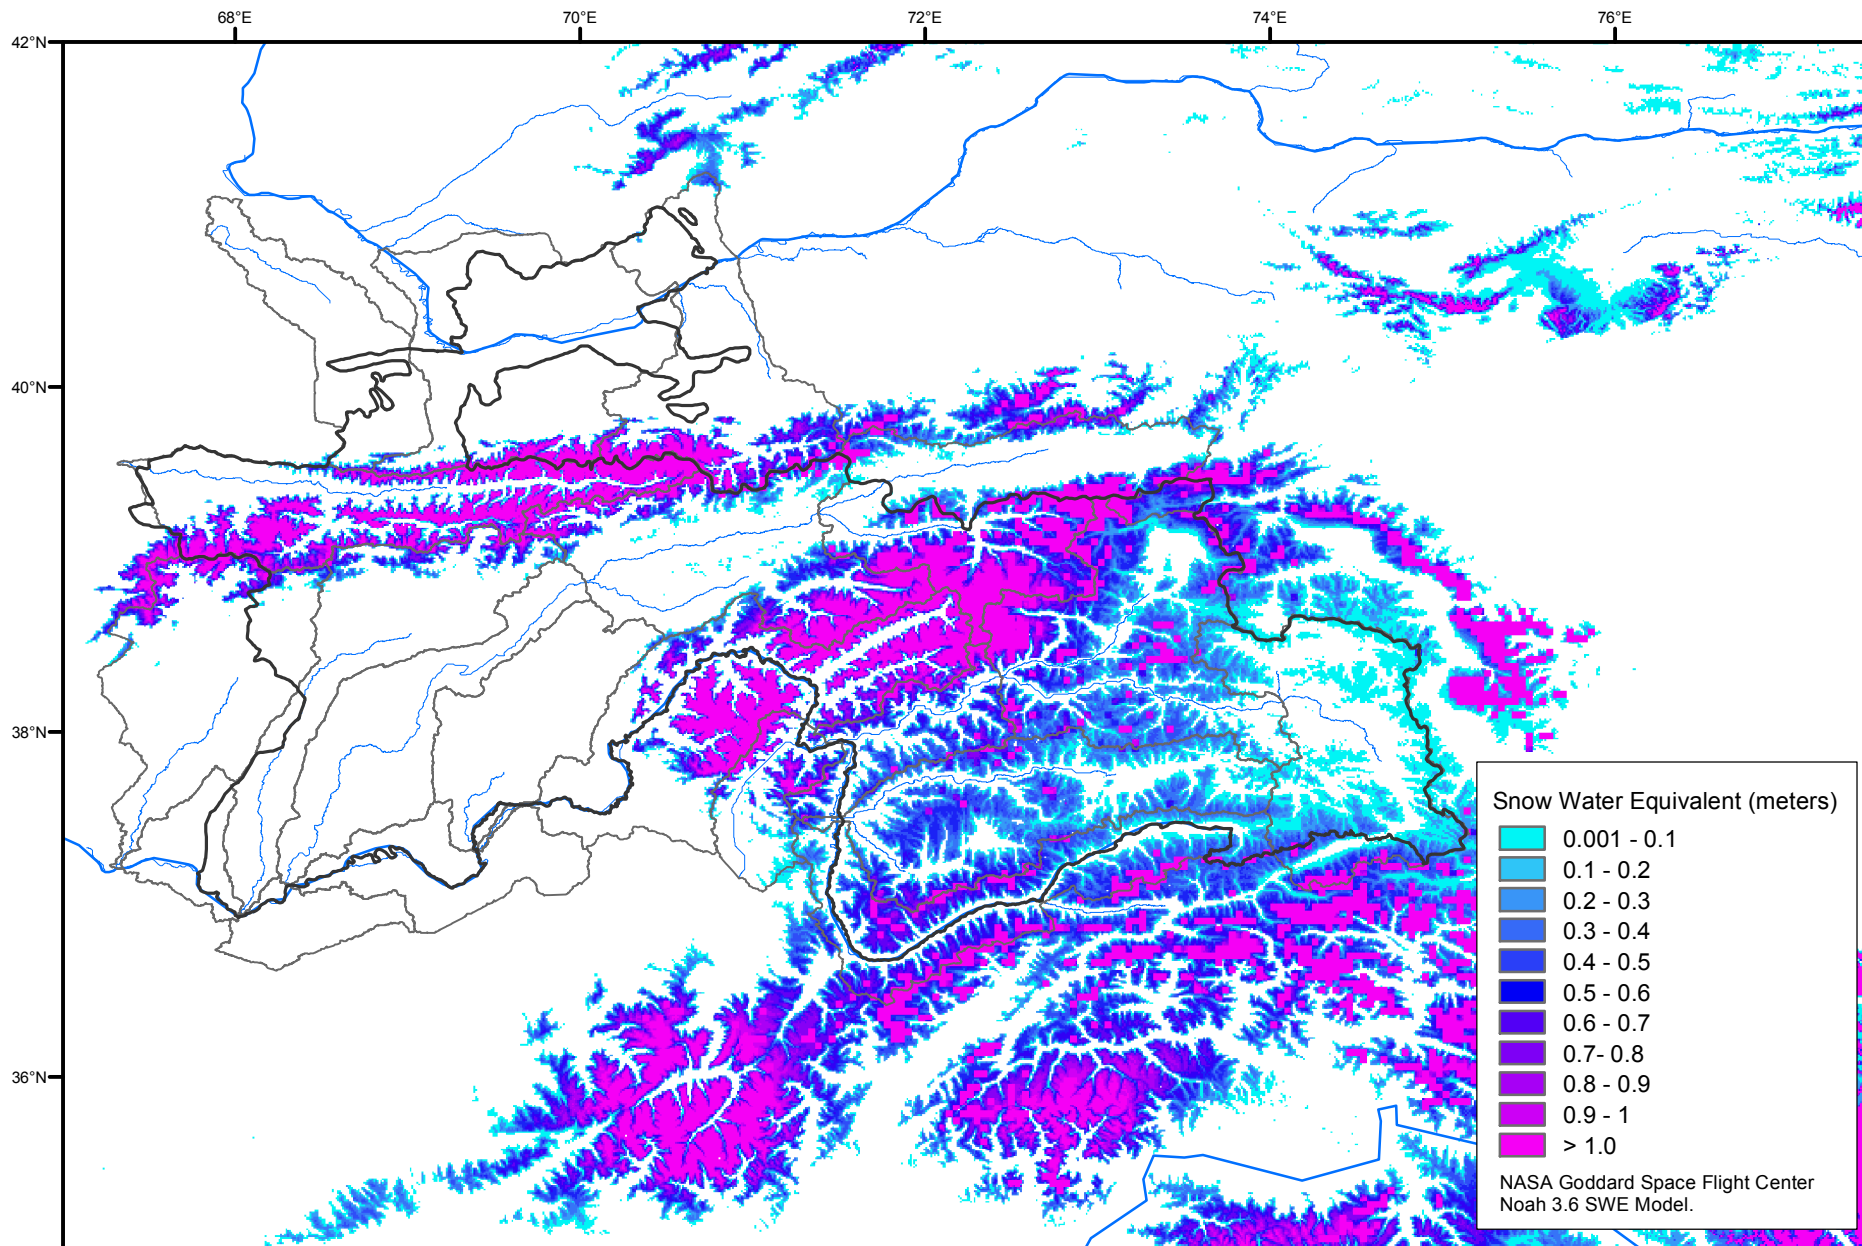 68°E
70°E
72°E
74°E
76°E
42°N
40°N
38°N
36°N
Snow Water Equivalent (meters)
0.001 - 0.1
0.1 - 0.2
0.2 - 0.3
0.3 - 0.4
0.4 - 0.5
0.5 - 0.6
0.6 - 0.7
0.7- 0.8
0.8 - 0.9
0.9 - 1
> 1.0
NASA Goddard Space Flight Center
Noah 3.6 SWE Model.